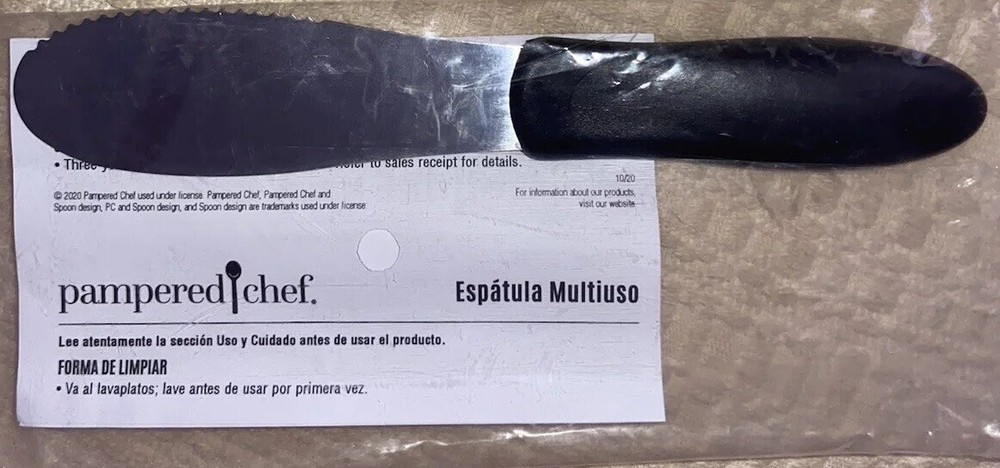 • Three to sales receipt for details.
10/20
© 2020 Pampered Chef used under license. Pampered Chef, Pampered Chef and
Spoon design, PC and Spoon design, and Spoon design are trademarks used under license
For information about our products,
visit our website
pampered chef.
Espátula Multiuso
Lee atentamente la sección Uso y Cuidado antes de usar el producto.
FORMA DE LIMPIAR
• Va al lavaplatos; lave antes de usar por primera vez.